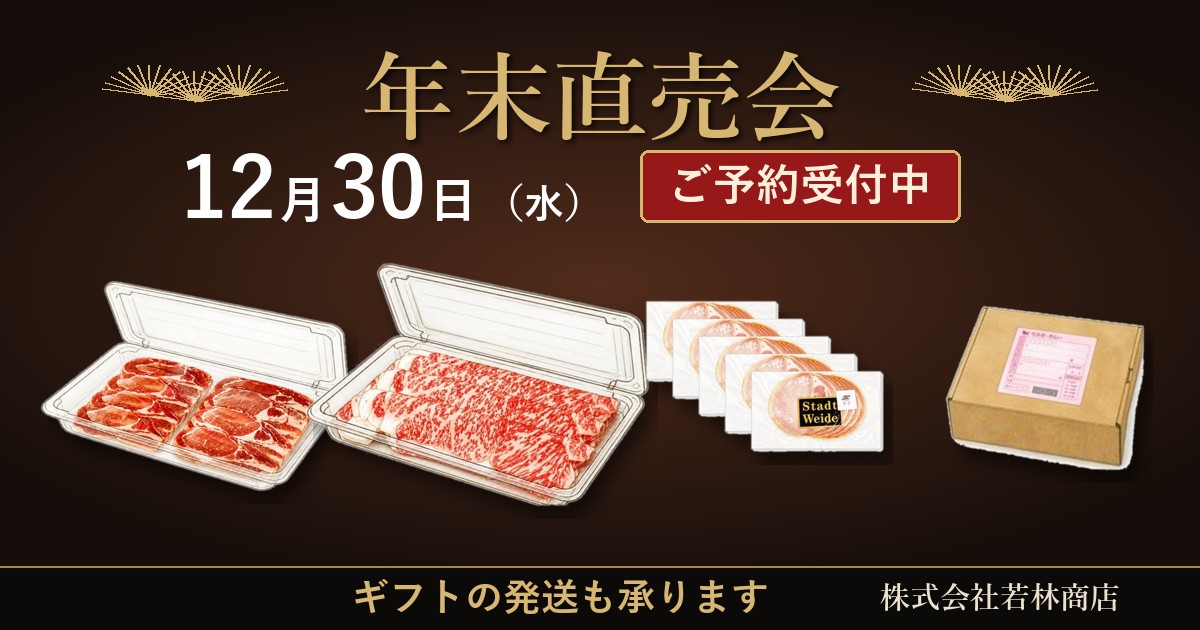 年末直売会
12月30日（水）
ご予約受付中
Stadt
Weide
ギフトの発送も承ります
株式会社若林商店